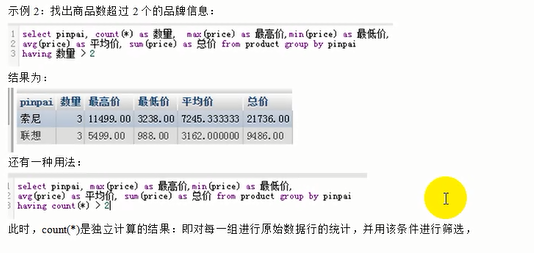 示例 2：找出商品数超过 2 个的品牌信息：
1 select pinpai, count(*) as 数量, max(price) as 最高价,min(price) as 最低价,
2 avg(price) as 平均价, sum(price) as 总价 from product group by pinpai
3 having 数量 > 2
结果为：
pinpai 数量 最高价 最低价 平均价 总价
索尼 3 11499.00 3238.00 7245.333333 21736.00
联想 3 5499.00 988.00 3162.000000 9486.00
还有一种用法：
1 select pinpai, max(price) as 最高价,min(price) as 最低价,
2 avg(price) as 平均价, sum(price) as 总价 from product group by pinpai
3 having count(*) > 2
此时，count(*)是独立计算的结果：即对每一组进行原始数据行的统计，并用该条件进行筛选，